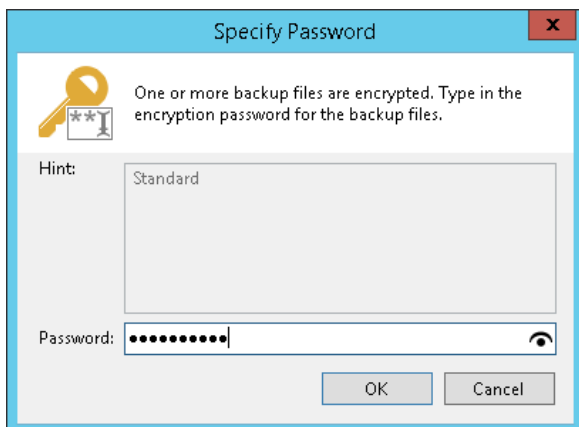 Specify Password
x
One or more backup files are encrypted. Type in the
encryption password for the backup files.
Hint:
Standard
Password: ●●●●●●●●●●
OK Cancel